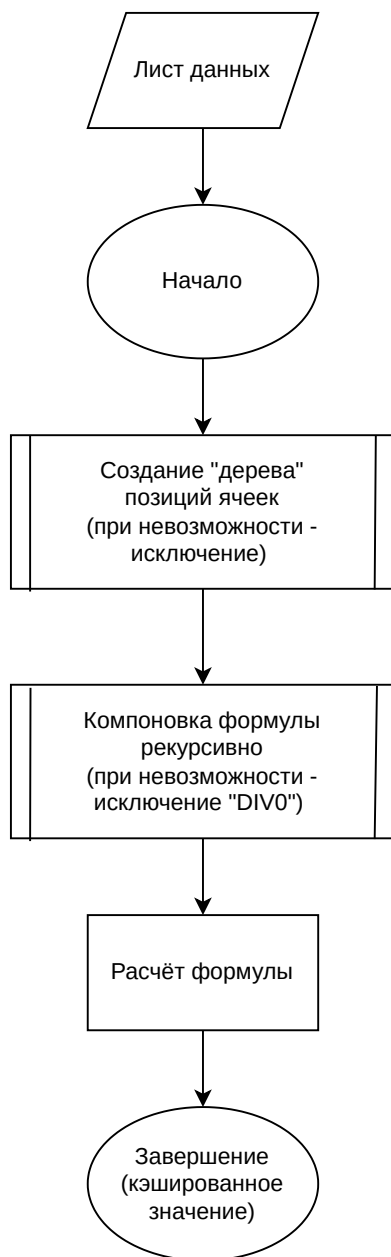 Лист данных
Начало
Создание "дерева"
позиций ячеек
(при невозможности -
исключение)
Компоновка формулы
рекурсивно
(при невозможности -
исключение "DIV0")
Расчёт формулы
Завершение
(кэшированное
значение)